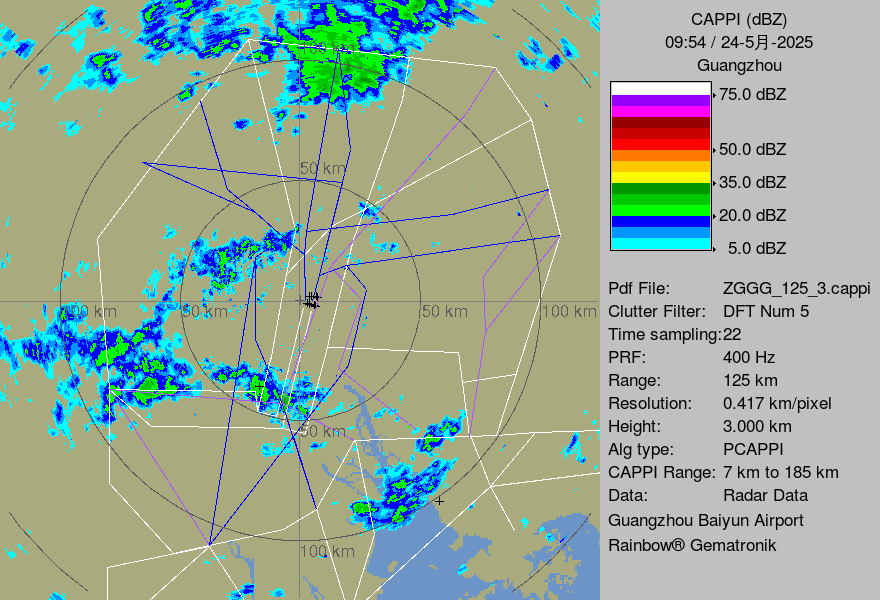 CAPPI (dBZ)
09:54 / 24-5月-2025
Guangzhou
75.0 dBZ
50.0 dBZ
35.0 dBZ
20.0 dBZ
5.0 dBZ
50 km
100 km
50 km
50 km
100 km
50 km
100 km
Pdf File: ZGGG_125_3.cappi
Clutter Filter: DFT Num 5
Time sampling:22
PRF: 400 Hz
Range: 125 km
Resolution: 0.417 km/pixel
Height: 3.000 km
Alg type: PCAPPI
CAPPI Range: 7 km to 185 km
Data: Radar Data
Guangzhou Baiyun Airport
Rainbow® Gematronik